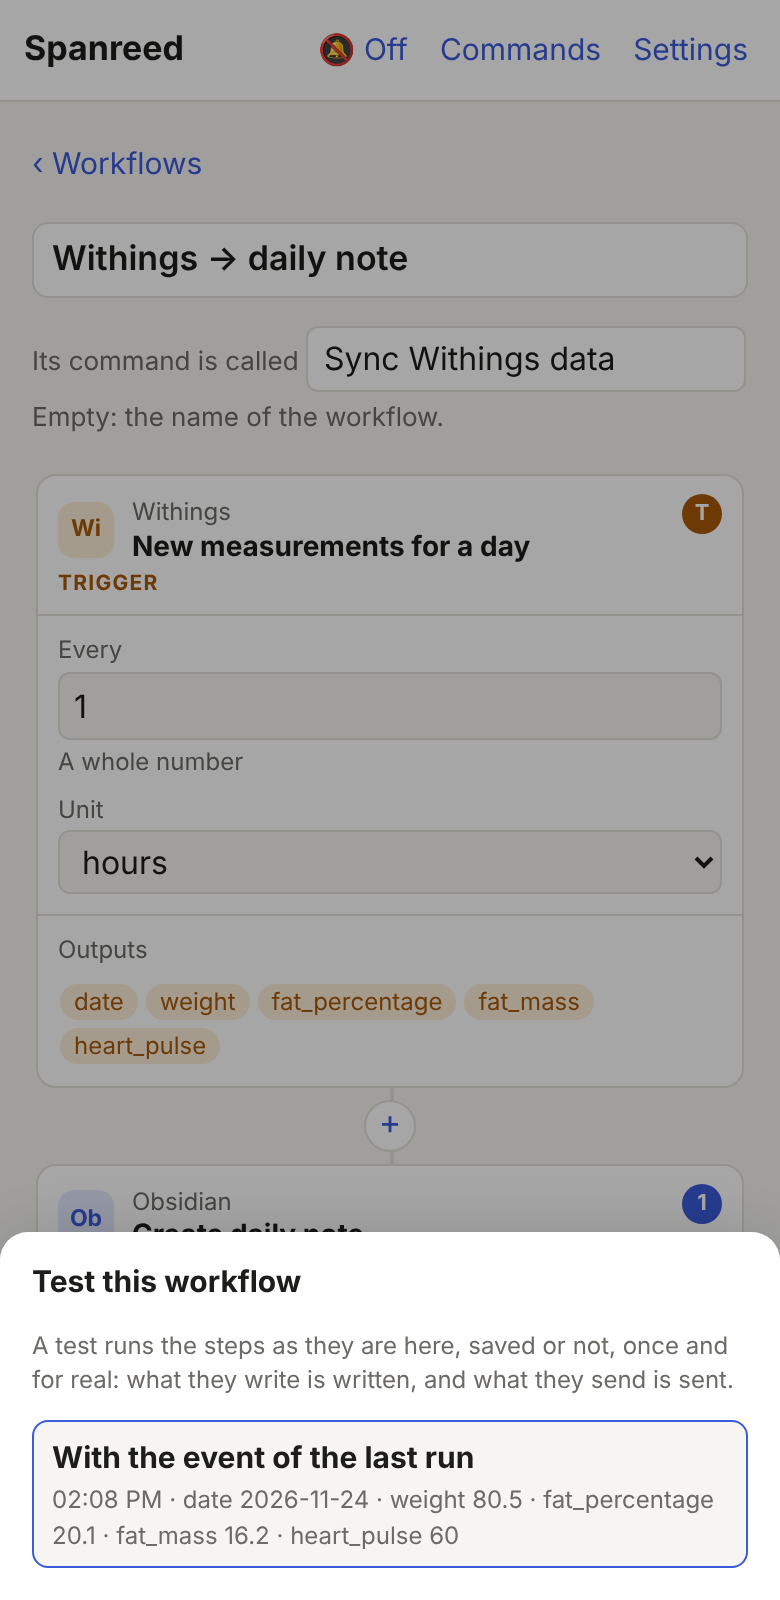 Spanreed
Off
Commands
Settings
‹ Workflows
Withings → daily note
Its command is called
Sync Withings data
Empty: the name of the workflow.
Wi
Withings
T
New measurements for a day
TRIGGER
Every
1
A whole number
Unit
hours
Outputs
date weight fat_percentage fat_mass
heart_pulse
+
Ob
Obsidian
1
Create daily note
Test this workflow
A test runs the steps as they are here, saved or not, once and
for real: what they write is written, and what they send is sent.
With the event of the last run
02:08 PM · date 2026-11-24 · weight 80.5 · fat_percentage
20.1 · fat_mass 16.2 · heart_pulse 60